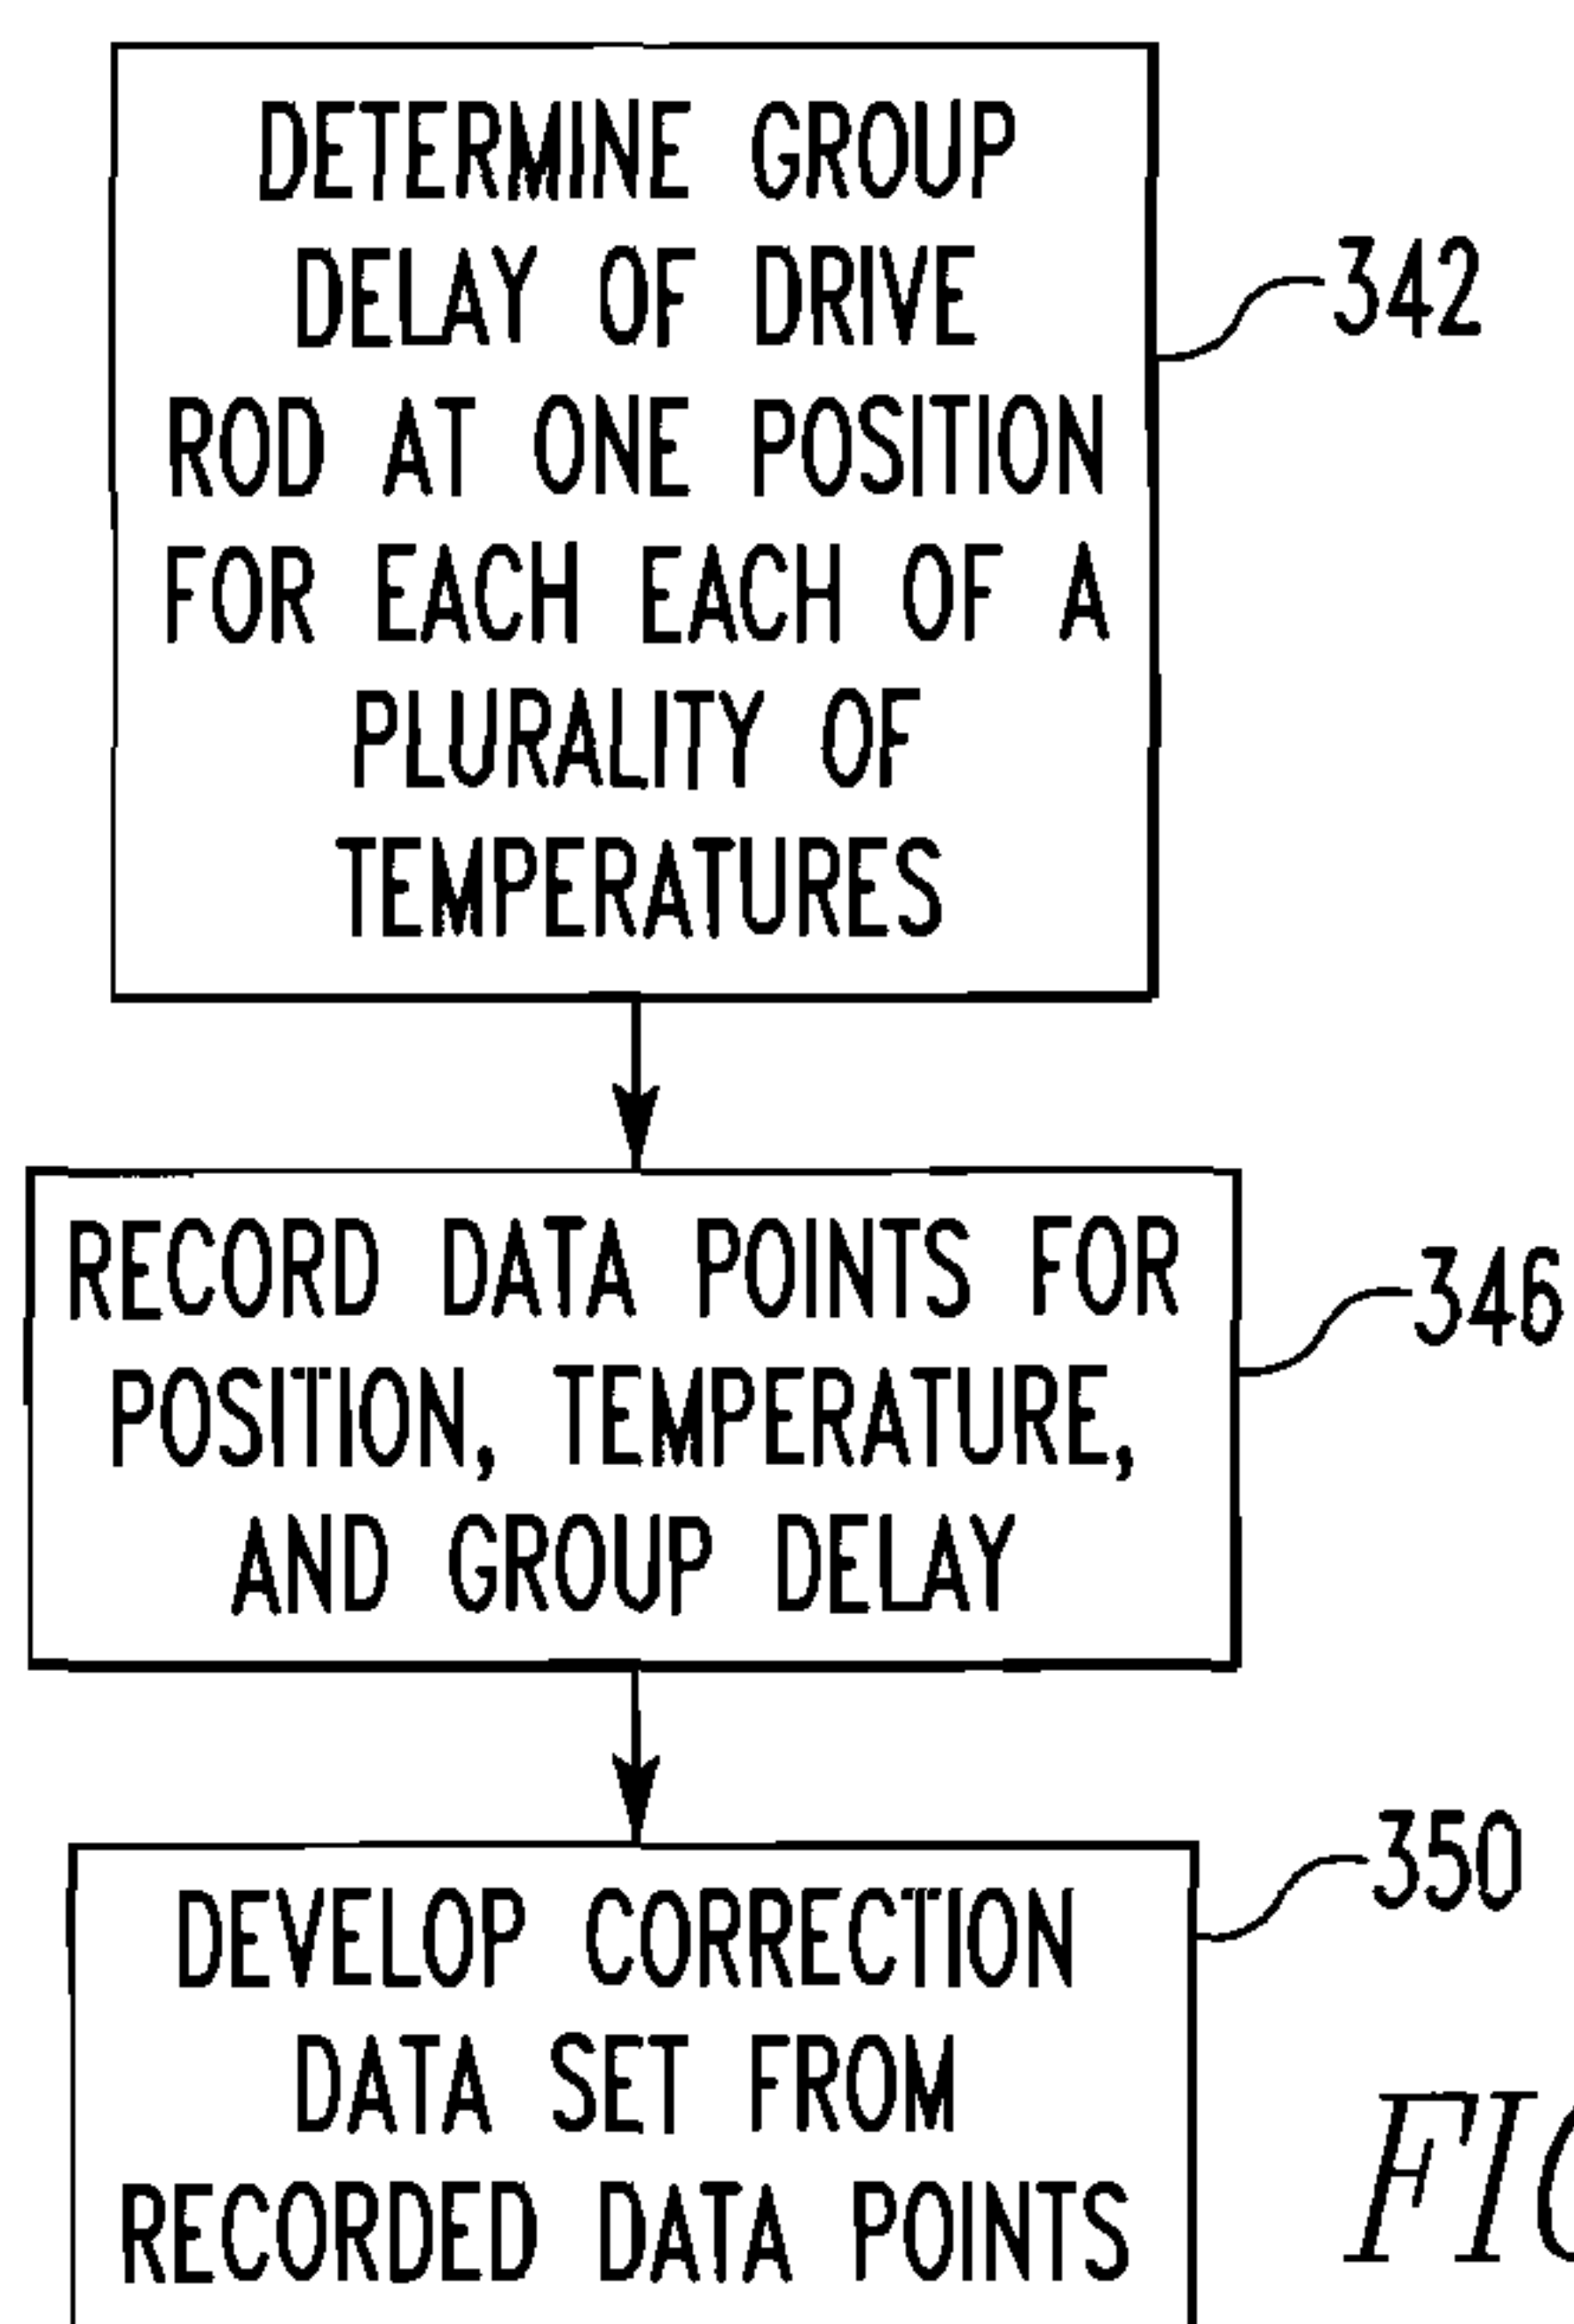 DETERMINE GROUP
DELAY OF DRIVE
ROD AT ONE POSITION
FOR EACH EACH OF A
PLURALITY OF
TEMPERATURES
342
RECORD DATA POINTS FOR
POSITION, TEMPERATURE,
AND GROUP DELAY
346
DEVELOP CORRECTION
DATA SET FROM
RECORDED DATA POINTS
350